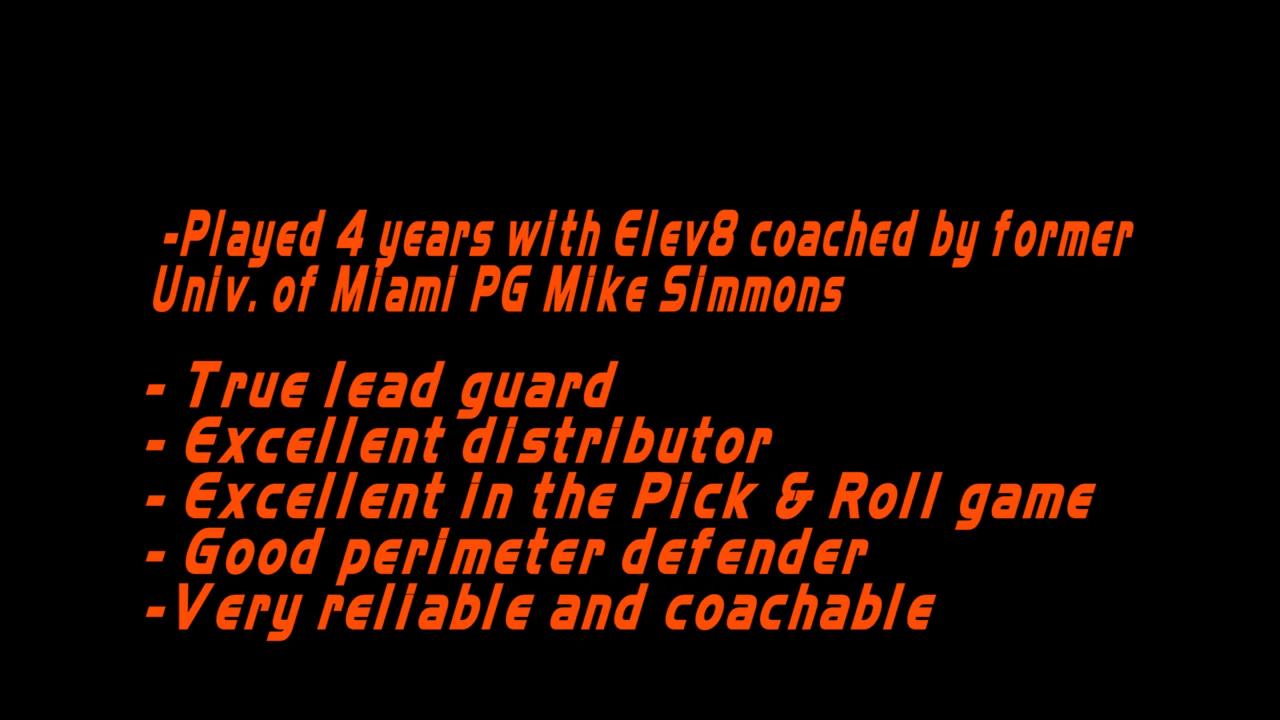 -Played 4 years with Elev8 coached by former
Univ. of Miami PG Mike Simmons
- True lead guard
- Excellent distributor
- Excellent in the Pick & Roll game
- Good perimeter defender
-Very reliable and coachable